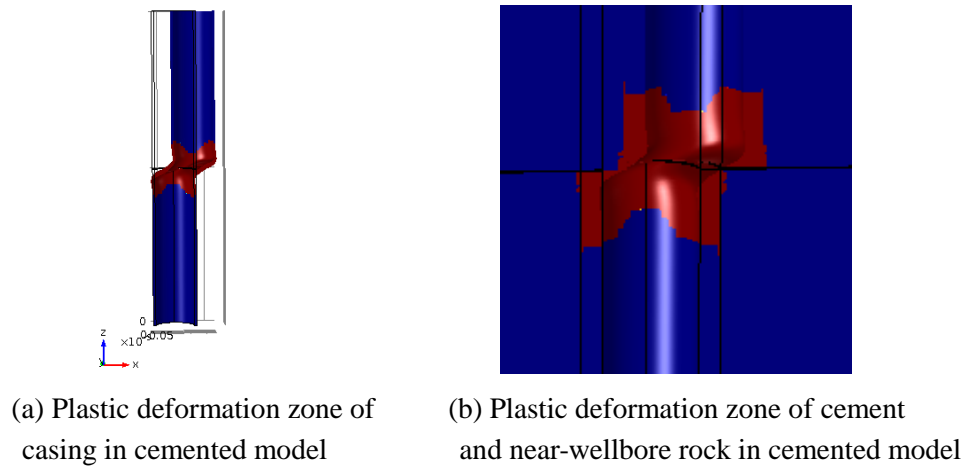 0
z
y
x
(a) Plastic deformation zone of
casing in cemented model
(b) Plastic deformation zone of cement
and near-wellbore rock in cemented model